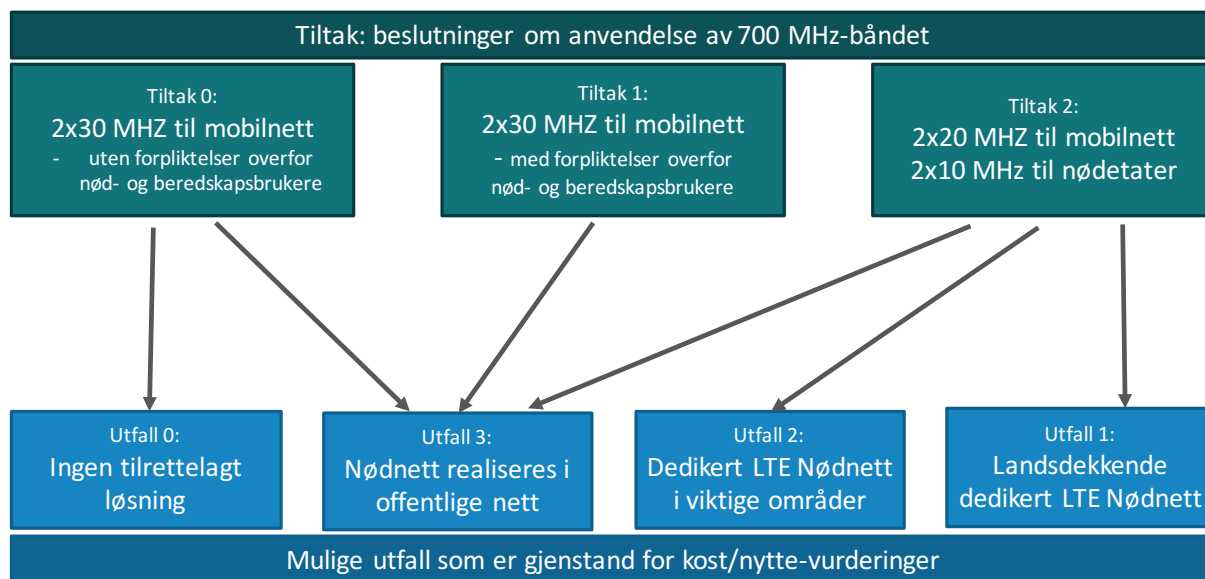 Tiltak: beslutninger om anvendelse av 700 MHz-båndet
Tiltak 0:
2x30 MHZ til mobilnett
- uten forpliktelser overfor
nød- og beredskapsbrukere
Tiltak 1:
2x30 MHZ til mobilnett
- med forpliktelser overfor
nød- og beredskapsbrukere
Tiltak 2:
2x20 MHZ til mobilnett
2x10 MHz til nødetater
Utfall 0:
Ingen tilrettelagt
løsning
Utfall 3:
Nødnett realiseres i
offentlige nett
Utfall 2:
Dedikert LTE Nødnett
i viktige områder
Utfall 1:
Landsdekkende
dedikert LTE Nødnett
Mulige utfall som er gjenstand for kost/nytte-vurderinger